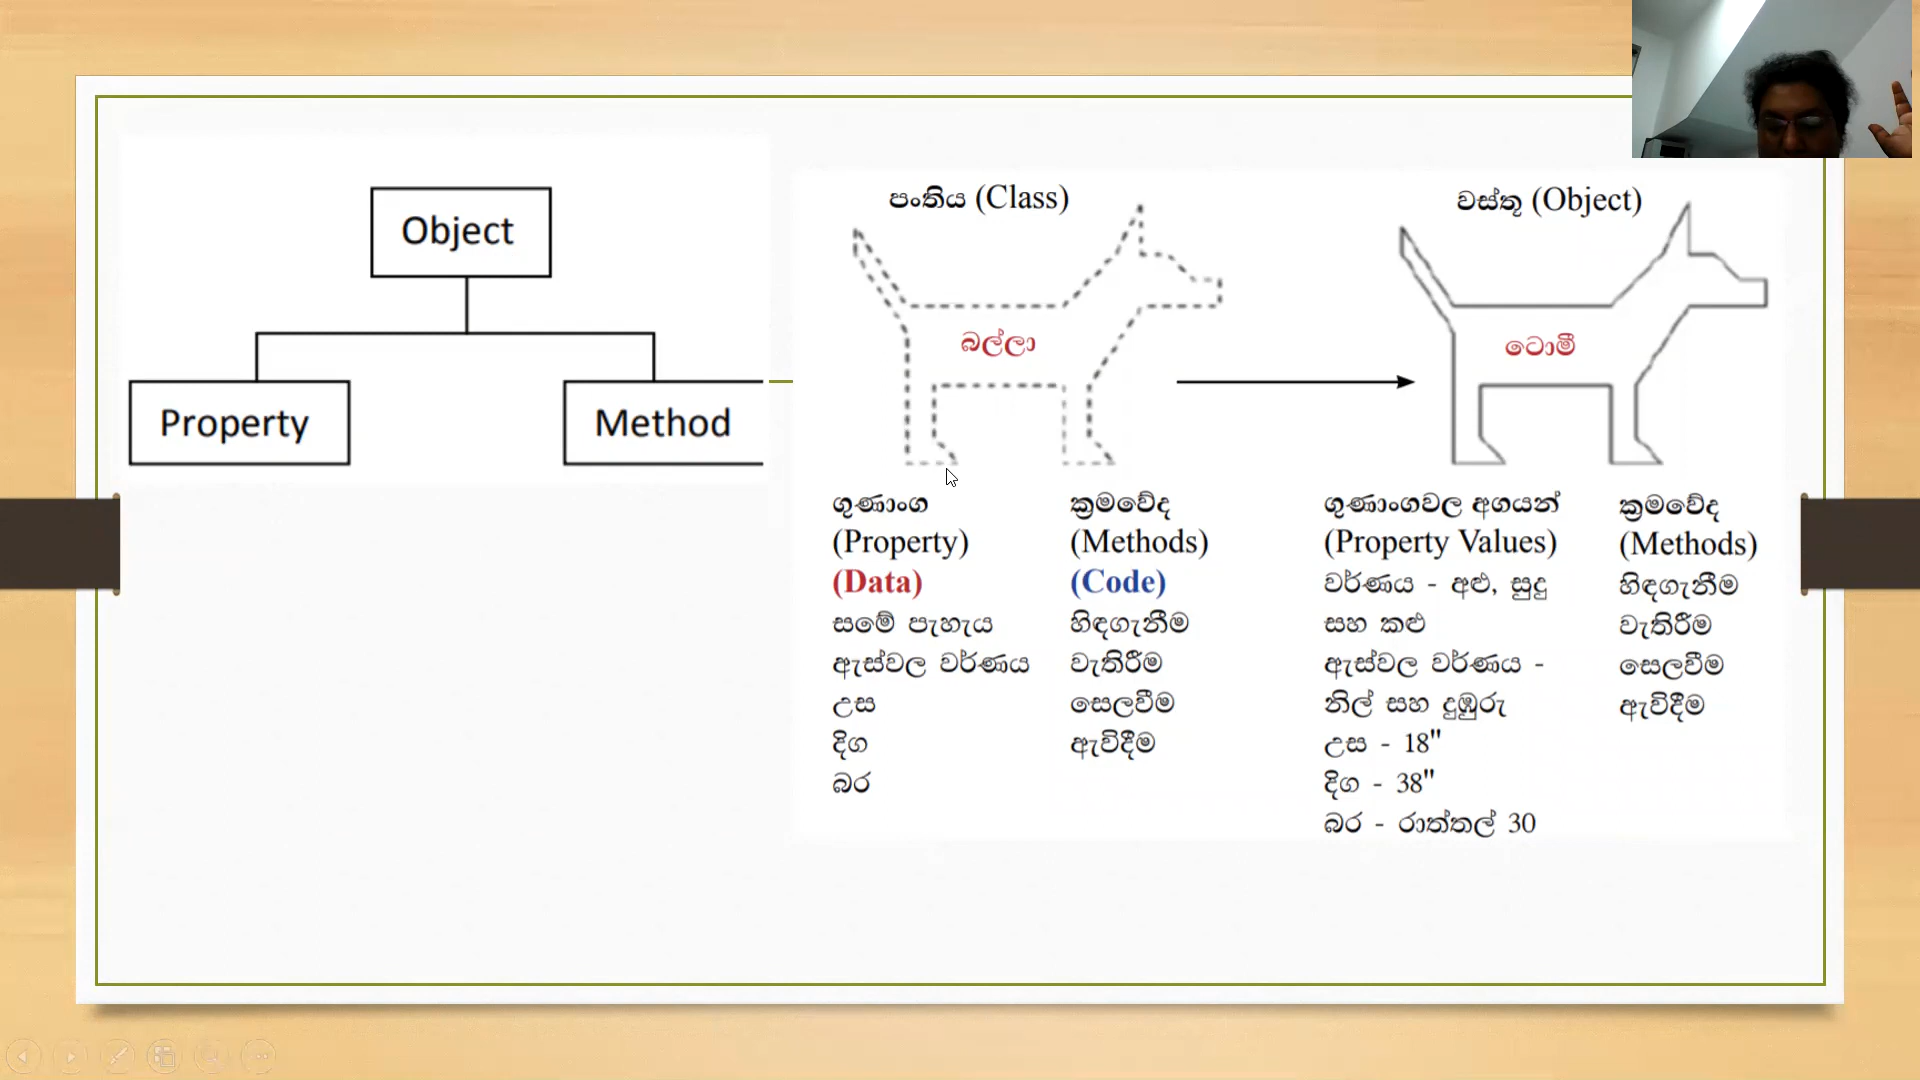 Object
Property
Method
පංතිය (Class)
බල්ලා
ගුණාංග
(Property)
(Data)
සමේ පැහැය
ඇස්වල වර්ණය
උස
දිග
බර
ක්‍රමවේද
(Methods)
(Code)
හිඳගැනීම
වැතිරීම
සෙලවීම
ඇවිදීම
වස්තු (Object)
ටොමී
ගුණාංගවල අගයන්
(Property Values)
වර්ණය - අළු, සුදු
සහ කළු
ඇස්වල වර්ණය -
නිල් සහ දුඹුරු
උස - 18"
දිග - 38"
බර - රාත්තල් 30
ක්‍රමවේද
(Methods)
හිඳගැනීම
වැතිරීම
සෙලවීම
ඇවිදීම